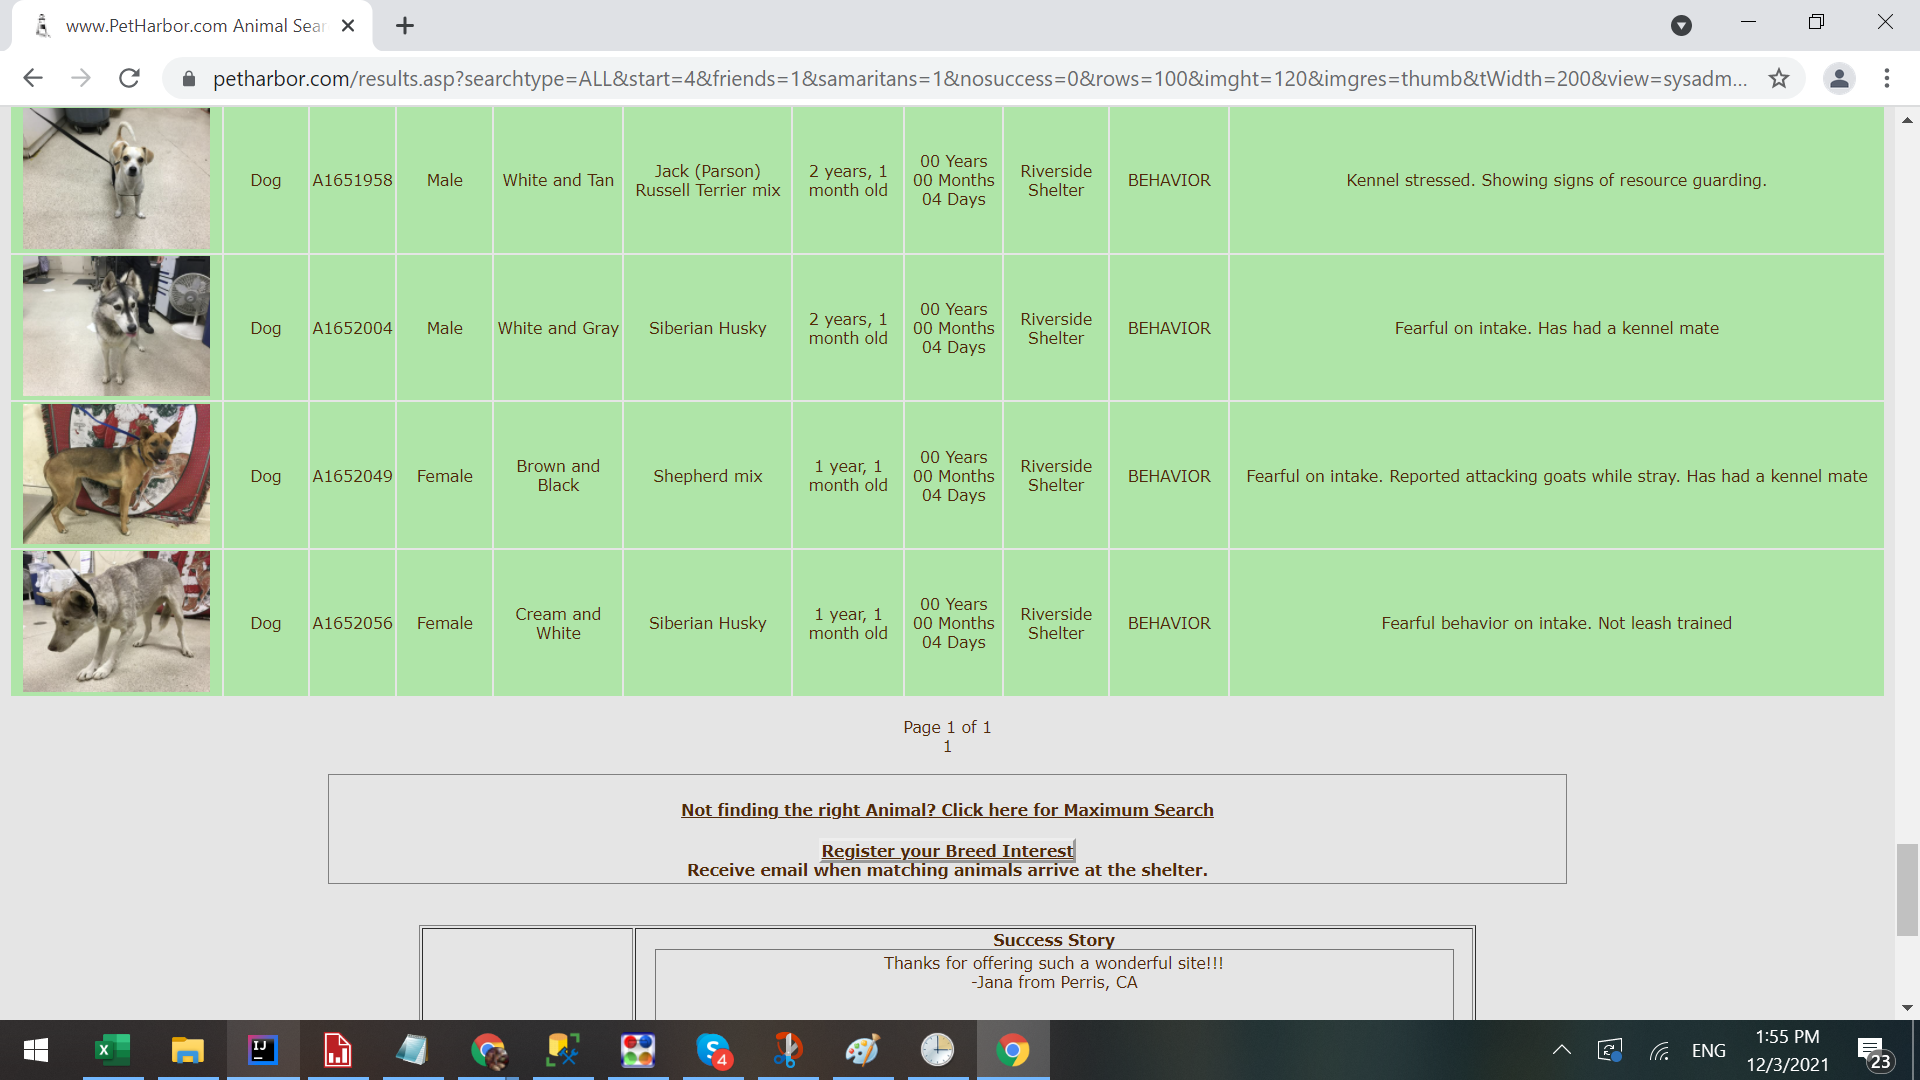 www.PetHarbor.com Animal Sear
petharbor.com/results.asp?searchtype=ALL&start=4&friends=1&samaritans=1&nosuccess=0&rows=100&imght=120&imgres=thumb&tWidth=200&view=sysadm...
Dog A1651958 Male White and Tan Jack (Parson) Russell Terrier mix 2 years, 1 month old 00 Years 00 Months 04 Days Riverside Shelter BEHAVIOR Kennel stressed. Showing signs of resource guarding.
Dog A1652004 Male White and Gray Siberian Husky 2 years, 1 month old 00 Years 00 Months 04 Days Riverside Shelter BEHAVIOR Fearful on intake. Has had a kennel mate
Dog A1652049 Female Brown and Black Shepherd mix 1 year, 1 month old 00 Years 00 Months 04 Days Riverside Shelter BEHAVIOR Fearful on intake. Reported attacking goats while stray. Has had a kennel mate
Dog A1652056 Female Cream and White Siberian Husky 1 year, 1 month old 00 Years 00 Months 04 Days Riverside Shelter BEHAVIOR Fearful behavior on intake. Not leash trained
Page 1 of 1
1
Not finding the right Animal? Click here for Maximum Search
Register your Breed Interest
Receive email when matching animals arrive at the shelter.
Success Story
Thanks for offering such a wonderful site!!!
-Jana from Perris, CA
X
IJ
S
4
ENG
1:55 PM
12/3/2021
23